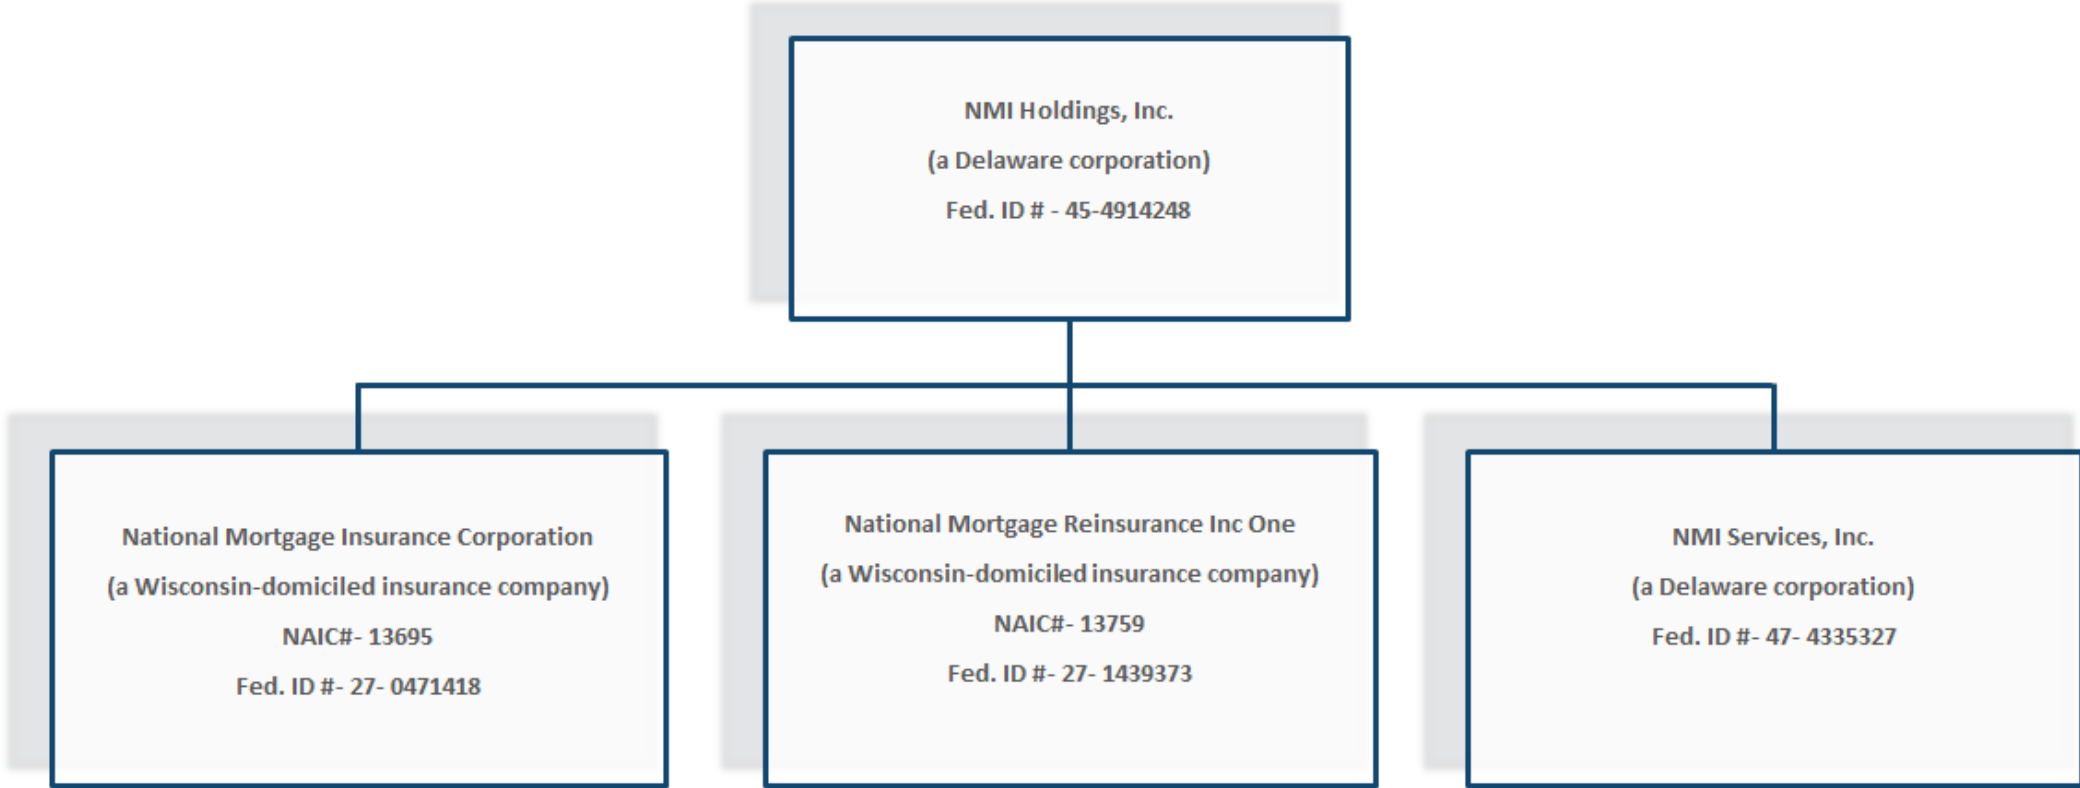 NMI Holdings, Inc.
(a Delaware corporation)
Fed. ID # - 45-4914248
National Mortgage Insurance Corporation
(a Wisconsin-domiciled insurance company)
NAIC#- 13695
Fed. ID #- 27- 0471418
National Mortgage Reinsurance Inc One
(a Wisconsin-domiciled insurance company)
NAIC#- 13759
Fed. ID #- 27- 1439373
NMI Services, Inc.
(a Delaware corporation)
Fed. ID #- 47- 4335327